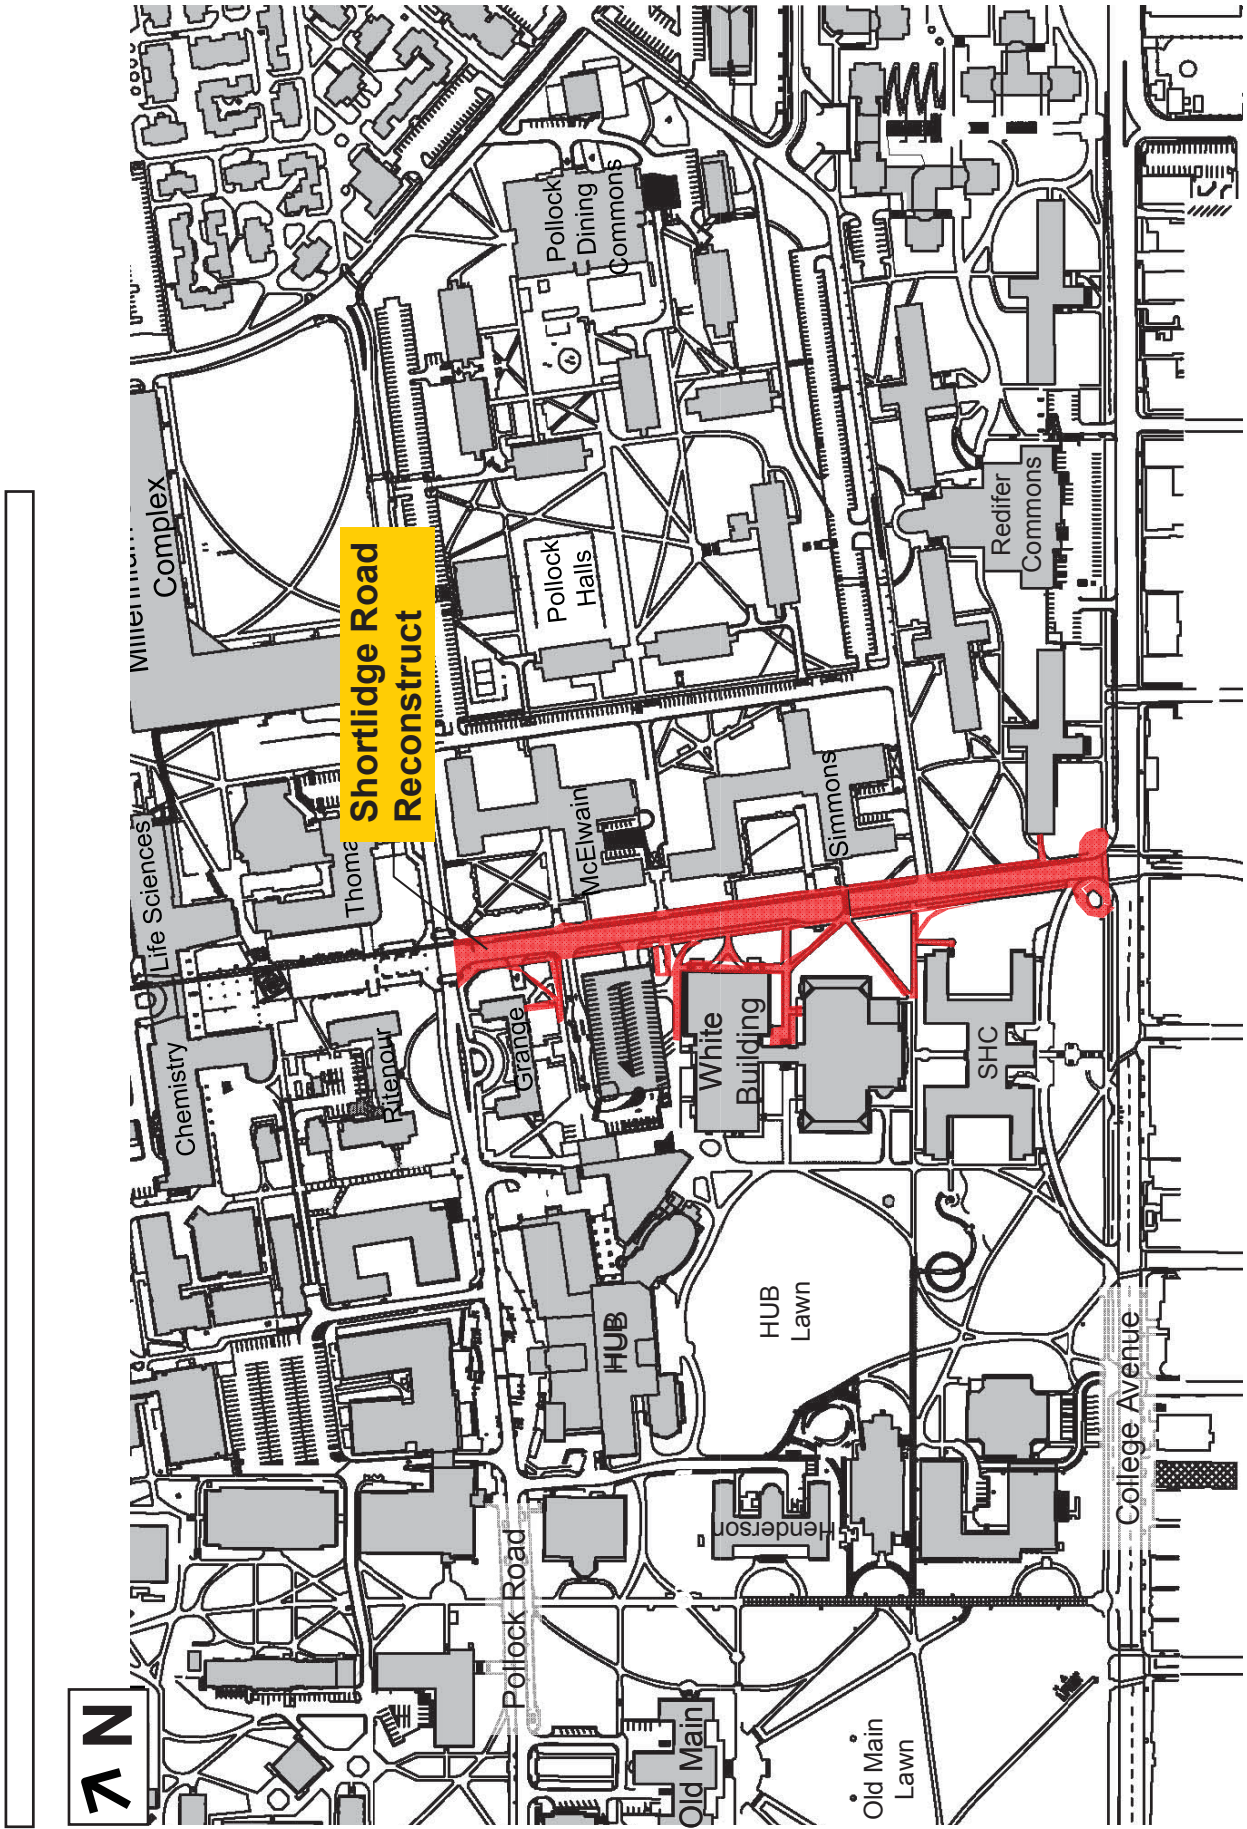 N
Millennium
Complex
Life Sciences
Chemistry
Thoma
Ritenour
Shortlidge Road
Reconstruct
Pollock
Dining
Commons
Pollock
Halls
McElwain
Grange
HUB
Pollock Road
Old Main
Simmons
White
Building
HUB
Lawn
Henderson
Redifer
Commons
SHC
Old Main
Lawn
College Avenue